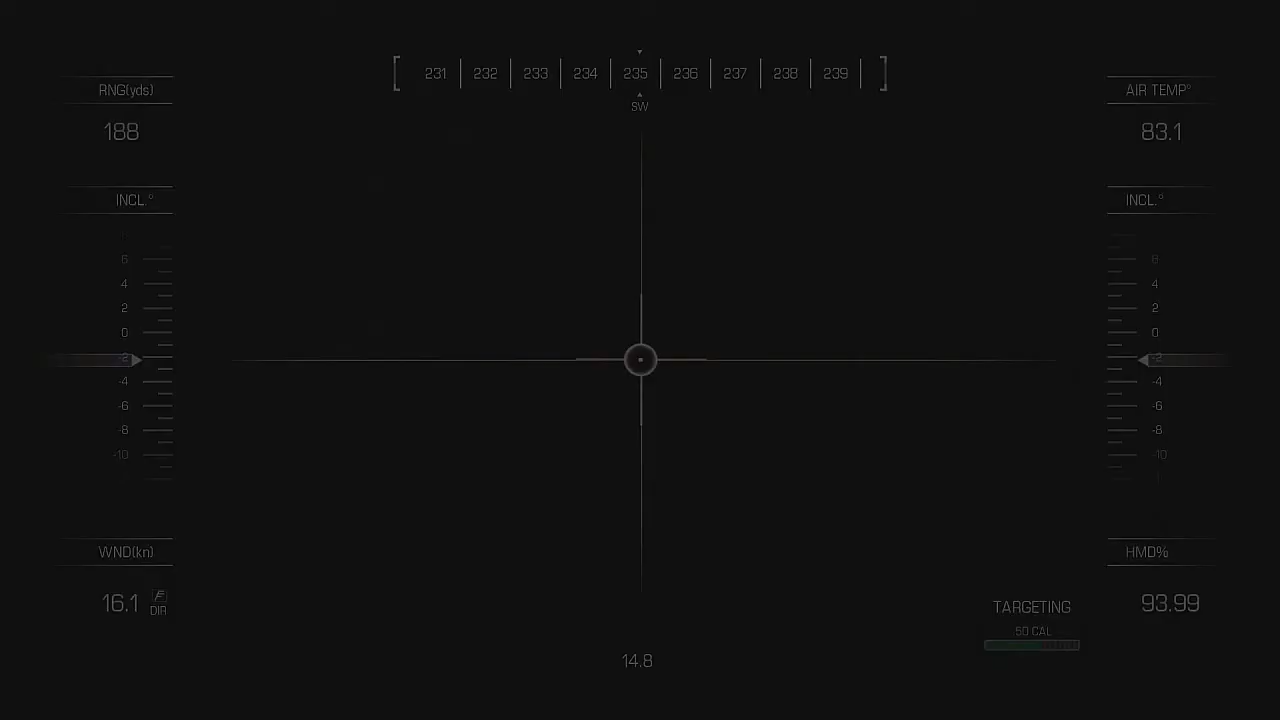 231 232 233 234 235 236 237 238 239
SW
RNG(yds)
188
INCL.°
6
4
2
0
-2
-4
-6
-8
-10
WND(kn)
16.1
F
DIR
AIR TEMP°
83.1
INCL.°
6
4
2
0
-2
-4
-6
-8
-10
HMD%
93.99
TARGETING
50 CAL
14.8